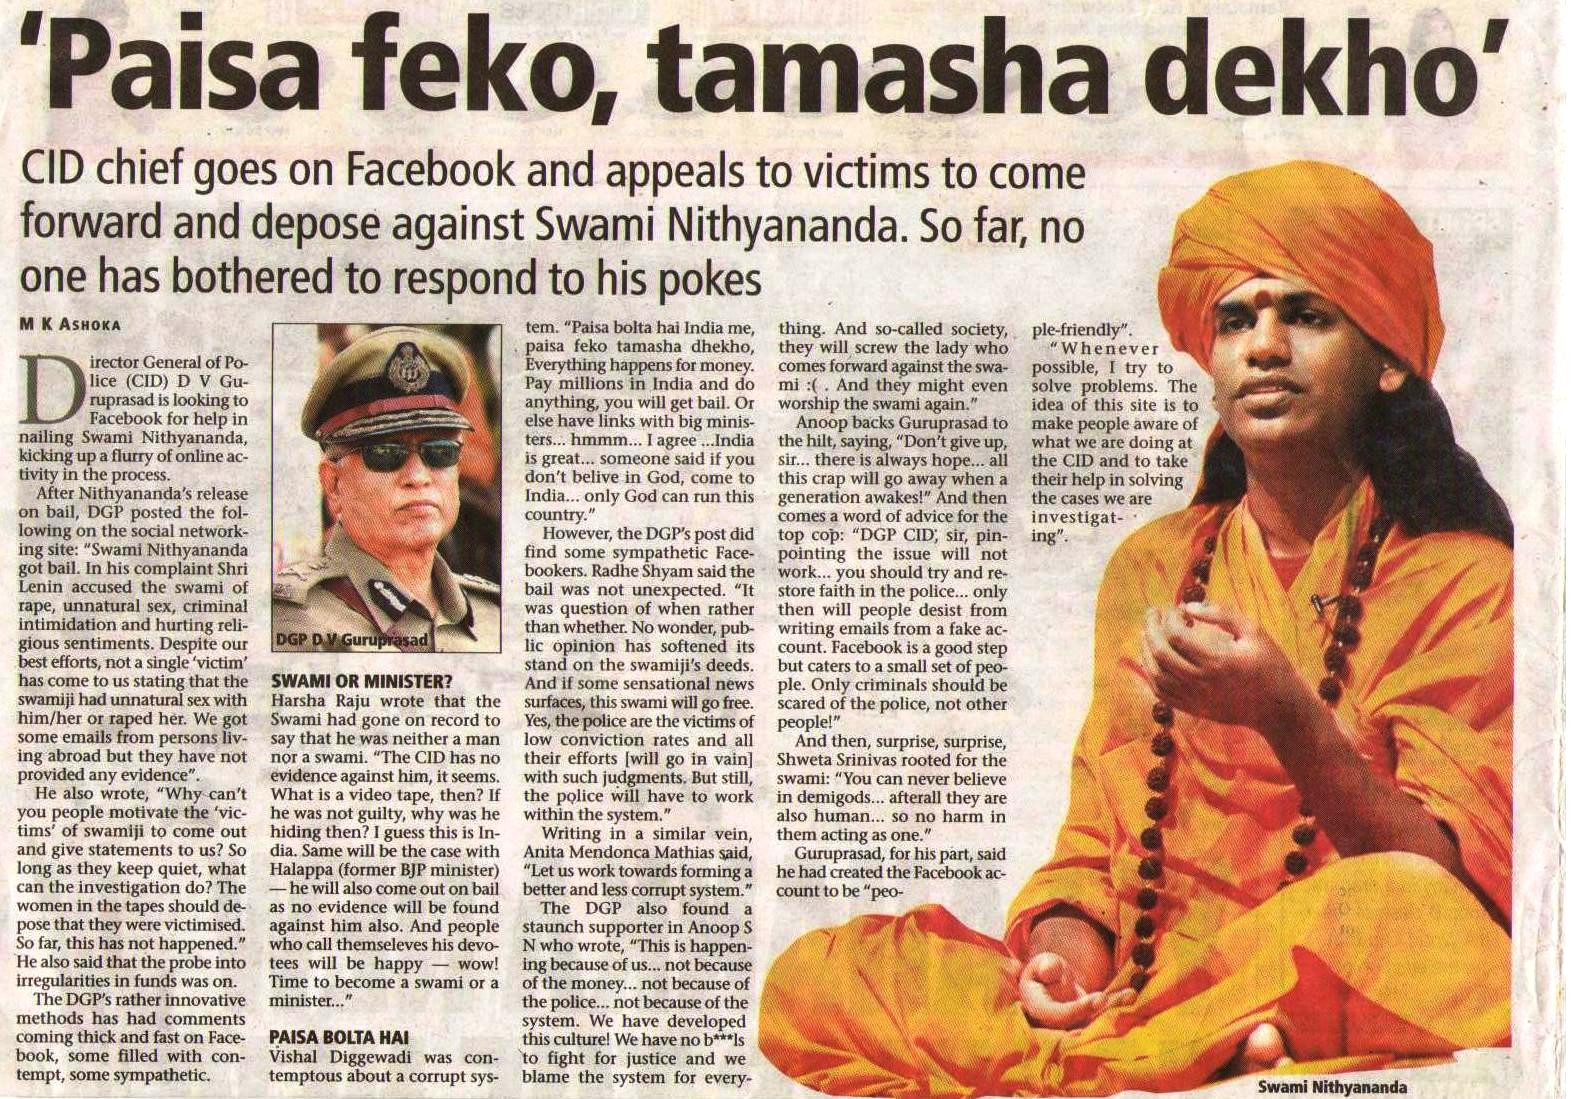 ‘Paisa feko, tamasha dekho’
CID chief goes on Facebook and appeals to victims to come
forward and depose against Swami Nithyananda. So far, no
one has bothered to respond to his pokes
M K ASHOKA
Director General of Po-
lice (CID) D V Gu-
ruprasad is looking to
Facebook for help in
nailing Swami Nithyananda,
kicking up a flurry of online ac-
tivity in the process.
After Nithyananda’s release
on bail, DGP posted the fol-
lowing on the social network-
ing site: “Swami Nithyananda
got bail. In his complaint Shri
Lenin accused the swami of
rape, unnatural sex, criminal
intimidation and hurting reli-
gious sentiments. Despite our
best efforts, not a single ‘victim’
has come to us stating that the
swamiji had unnatural sex with
him/her or raped her. We got
some emails from persons liv-
ing abroad but they have not
provided any evidence”.
He also wrote, “Why can’t
you people motivate the ‘vic-
tims’ of swamiji to come out
and give statements to us? So
long as they keep quiet, what
can the investigation do? The
women in the tapes should de-
pose that they were victimised.
So far, this has not happened.”
He also said that the probe into
irregularities in funds was on.
The DGP’s rather innovative
methods has had comments
coming thick and fast on Face-
book, some filled with con-
tempt, some sympathetic.
DGP D V Guruprasad
SWAMI OR MINISTER?
Harsha Raju wrote that the
Swami had gone on record to
say that he was neither a man
nor a swami. “The CID has no
evidence against him, it seems.
What is a video tape, then? If
he was not guilty, why was he
hiding then? I guess this is In-
dia. Same will be the case with
Halappa (former BJP minister)
— he will also come out on bail
as no evidence will be found
against him also. And people
who call themseleves his devo-
tees will be happy — wow!
Time to become a swami or a
minister...”
PAISA BOLTA HAI
Vishal Diggewadi was con-
temptous about a corrupt sys-
tem. “Paisa bolta hai India me,
paisa feko tamasha dhekho,
Everything happens for money.
Pay millions in India and do
anything, you will get bail. Or
else have links with big minis-
ters... hmmm... I agree ...India
is great... someone said if you
don’t belive in God, come to
India... only God can run this
country.”
However, the DGP’s post did
find some sympathetic Face-
bookers. Radhe Shyam said the
bail was not unexpected. “It
was question of when rather
than whether. No wonder, pub-
lic opinion has softened its
stand on the swamiji’s deeds.
And if some sensational news
surfaces, this swami will go free.
Yes, the police are the victims of
low conviction rates and all
their efforts [will go in vain]
with such judgments. But still,
the police will have to work
within the system.”
Writing in a similar vein,
Anita Mendonca Mathias said,
“Let us work towards forming a
better and less corrupt system.”
The DGP also found a
staunch supporter in Anoop S
N who wrote, “This is happen-
ing because of us... not because
of the money... not because of
the police... not because of the
system. We have developed
this culture! We have no b***ls
to fight for justice and we
blame the system for every-
thing. And so-called society,
they will screw the lady who
comes forward against the swa-
mi :( . And they might even
worship the swami again.”
Anoop backs Guruprasad to
the hilt, saying, “Don’t give up,
sir... there is always hope... all
this crap will go away when a
generation awakes!” And then
comes a word of advice for the
top cop: “DGP CID, sir, pin-
pointing the issue will not
work... you should try and re-
store faith in the police... only
then will people desist from
writing emails from a fake ac-
count. Facebook is a good step
but caters to a small set of peo-
ple. Only criminals should be
scared of the police, not other
people!”
And then, surprise, surprise,
Shweta Srinivas rooted for the
swami: “You can never believe
in demigods... afterall they are
also human... so no harm in
them acting as one.”
Guruprasad, for his part, said
he had created the Facebook ac-
count to be “peo-
ple-friendly”.
“Whenever
possible, I try to
solve problems. The
idea of this site is to
make people aware of
what we are doing at
the CID and to take
their help in solving
the cases we are
investigat-
ing”.
Swami Nithyananda